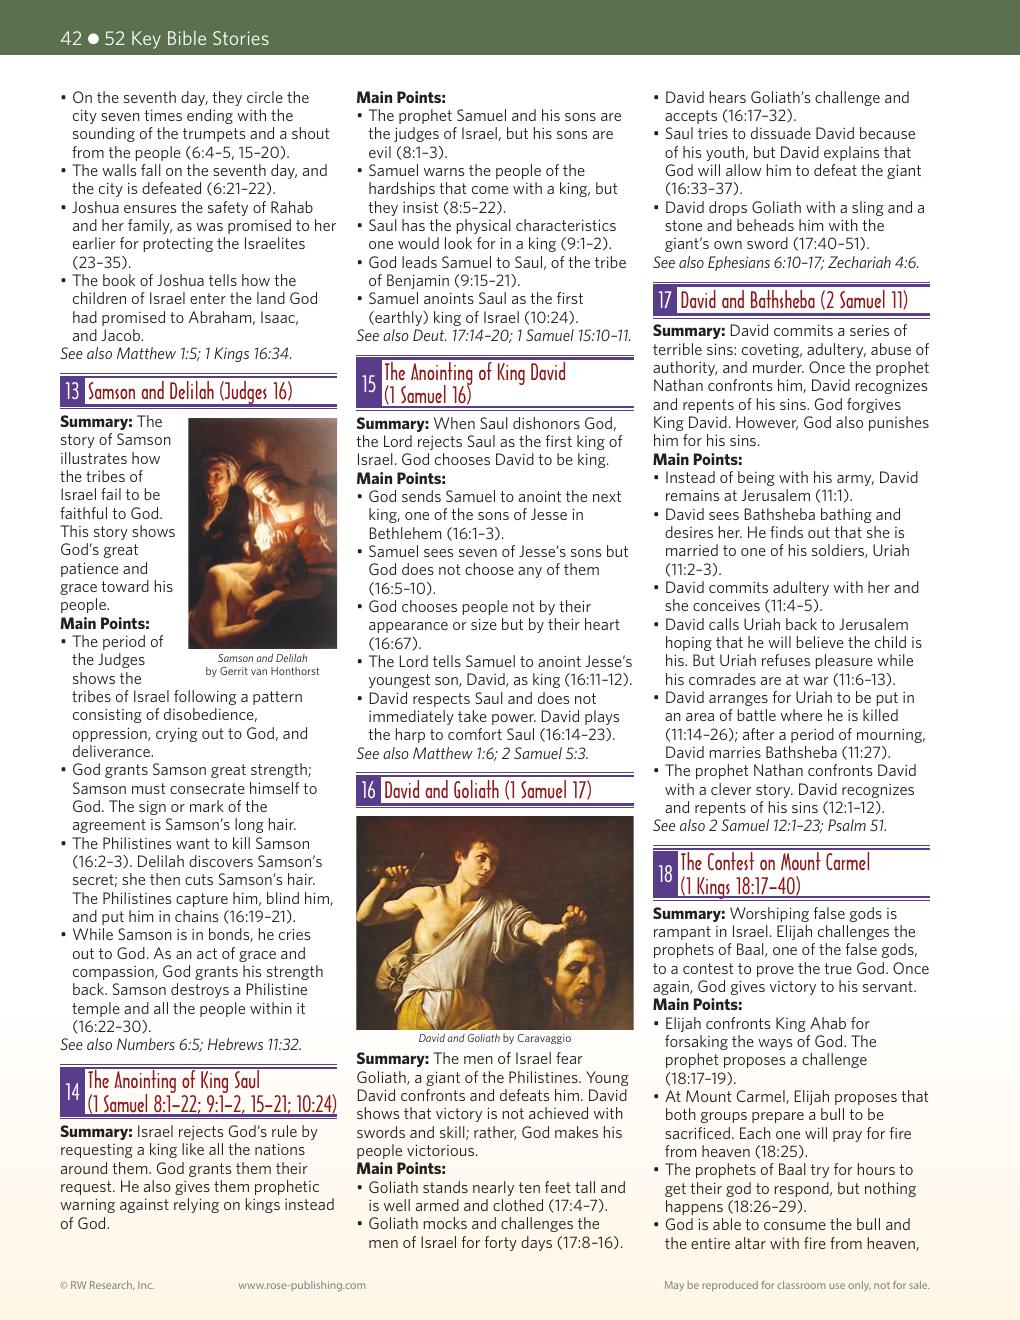 42 ● 52 Key Bible Stories
• On the seventh day, they circle the
city seven times ending with the
sounding of the trumpets and a shout
from the people (6:4–5, 15–20).
• The walls fall on the seventh day, and
the city is defeated (6:21–22).
• Joshua ensures the safety of Rahab
and her family, as was promised to her
earlier for protecting the Israelites
(23–35).
• The book of Joshua tells how the
children of Israel enter the land God
had promised to Abraham, Isaac,
and Jacob.
See also Matthew 1:5; 1 Kings 16:34.
13 Samson and Delilah (Judges 16)
Summary: The
story of Samson
illustrates how
the tribes of
Israel fail to be
faithful to God.
This story shows
God's great
patience and
grace toward his
people.
Main Points:
• The period of
the Judges
shows the
tribes of Israel following a pattern
consisting of disobedience,
oppression, crying out to God, and
deliverance.
Samson and Delilah
by Gerrit van Honthorst
• God grants Samson great strength;
Samson must consecrate himself to
God. The sign or mark of the
agreement is Samson's long hair.
• The Philistines want to kill Samson
(16:2–3). Delilah discovers Samson's
secret; she then cuts Samson's hair.
The Philistines capture him, blind him,
and put him in chains (16:19–21).
• While Samson is in bonds, he cries
out to God. As an act of grace and
compassion, God grants his strength
back. Samson destroys a Philistine
temple and all the people within it
(16:22–30).
See also Numbers 6:5; Hebrews 11:32.
14 The Anointing of King Saul
(1 Samuel 8:1–22; 9:1–2, 15–21; 10:24)
Summary: Israel rejects God's rule by
requesting a king like all the nations
around them. God grants them their
request. He also gives them prophetic
warning against relying on kings instead
of God.
Main Points:
• The prophet Samuel and his sons are
the judges of Israel, but his sons are
evil (8:1–3).
• Samuel warns the people of the
hardships that come with a king, but
they insist (8:5–22).
• Saul has the physical characteristics
one would look for in a king (9:1–2).
• God leads Samuel to Saul, of the tribe
of Benjamin (9:15–21).
• Samuel anoints Saul as the first
(earthly) king of Israel (10:24).
See also Deut. 17:14–20; 1 Samuel 15:10–11.
15 The Anointing of King David
(1 Samuel 16)
Summary: When Saul dishonors God,
the Lord rejects Saul as the first king of
Israel. God chooses David to be king.
Main Points:
• God sends Samuel to anoint the next
king, one of the sons of Jesse in
Bethlehem (16:1–3).
• Samuel sees seven of Jesse's sons but
God does not choose any of them
(16:5–10).
• God chooses people not by their
appearance or size but by their heart
(16:67).
• The Lord tells Samuel to anoint Jesse's
youngest son, David, as king (16:11–12).
• David respects Saul and does not
immediately take power. David plays
the harp to comfort Saul (16:14–23).
See also Matthew 1:6; 2 Samuel 5:3.
16 David and Goliath (1 Samuel 17)
David and Goliath by Caravaggio
Summary: The men of Israel fear
Goliath, a giant of the Philistines. Young
David confronts and defeats him. David
shows that victory is not achieved with
swords and skill; rather, God makes his
people victorious.
Main Points:
• Goliath stands nearly ten feet tall and
is well armed and clothed (17:4–7).
• Goliath mocks and challenges the
men of Israel for forty days (17:8–16).
• David hears Goliath's challenge and
accepts (16:17–32).
• Saul tries to dissuade David because
of his youth, but David explains that
God will allow him to defeat the giant
(16:33–37).
• David drops Goliath with a sling and a
stone and beheads him with the
giant's own sword (17:40–51).
See also Ephesians 6:10–17; Zechariah 4:6.
17 David and Bathsheba (2 Samuel 11)
Summary: David commits a series of
terrible sins: coveting, adultery, abuse of
authority, and murder. Once the prophet
Nathan confronts him, David recognizes
and repents of his sins. God forgives
King David. However, God also punishes
him for his sins.
Main Points:
• Instead of being with his army, David
remains at Jerusalem (11:1).
• David sees Bathsheba bathing and
desires her. He finds out that she is
married to one of his soldiers, Uriah
(11:2–3).
• David commits adultery with her and
she conceives (11:4–5).
• David calls Uriah back to Jerusalem
hoping that he will believe the child is
his. But Uriah refuses pleasure while
his comrades are at war (11:6–13).
• David arranges for Uriah to be put in
an area of battle where he is killed
(11:14–26); after a period of mourning,
David marries Bathsheba (11:27).
• The prophet Nathan confronts David
with a clever story. David recognizes
and repents of his sins (12:1–12).
See also 2 Samuel 12:1–23; Psalm 51.
18 The Contest on Mount Carmel
(1 Kings 18:17–40)
Summary: Worshiping false gods is
rampant in Israel. Elijah challenges the
prophets of Baal, one of the false gods,
to a contest to prove the true God. Once
again, God gives victory to his servant.
Main Points:
• Elijah confronts King Ahab for
forsaking the ways of God. The
prophet proposes a challenge
(18:17–19).
• At Mount Carmel, Elijah proposes that
both groups prepare a bull to be
sacrificed. Each one will pray for fire
from heaven (18:25).
• The prophets of Baal try for hours to
get their god to respond, but nothing
happens (18:26–29).
• God is able to consume the bull and
the entire altar with fire from heaven,
© RW Research, Inc.
www.rose-publishing.com
May be reproduced for classroom use only, not for sale.